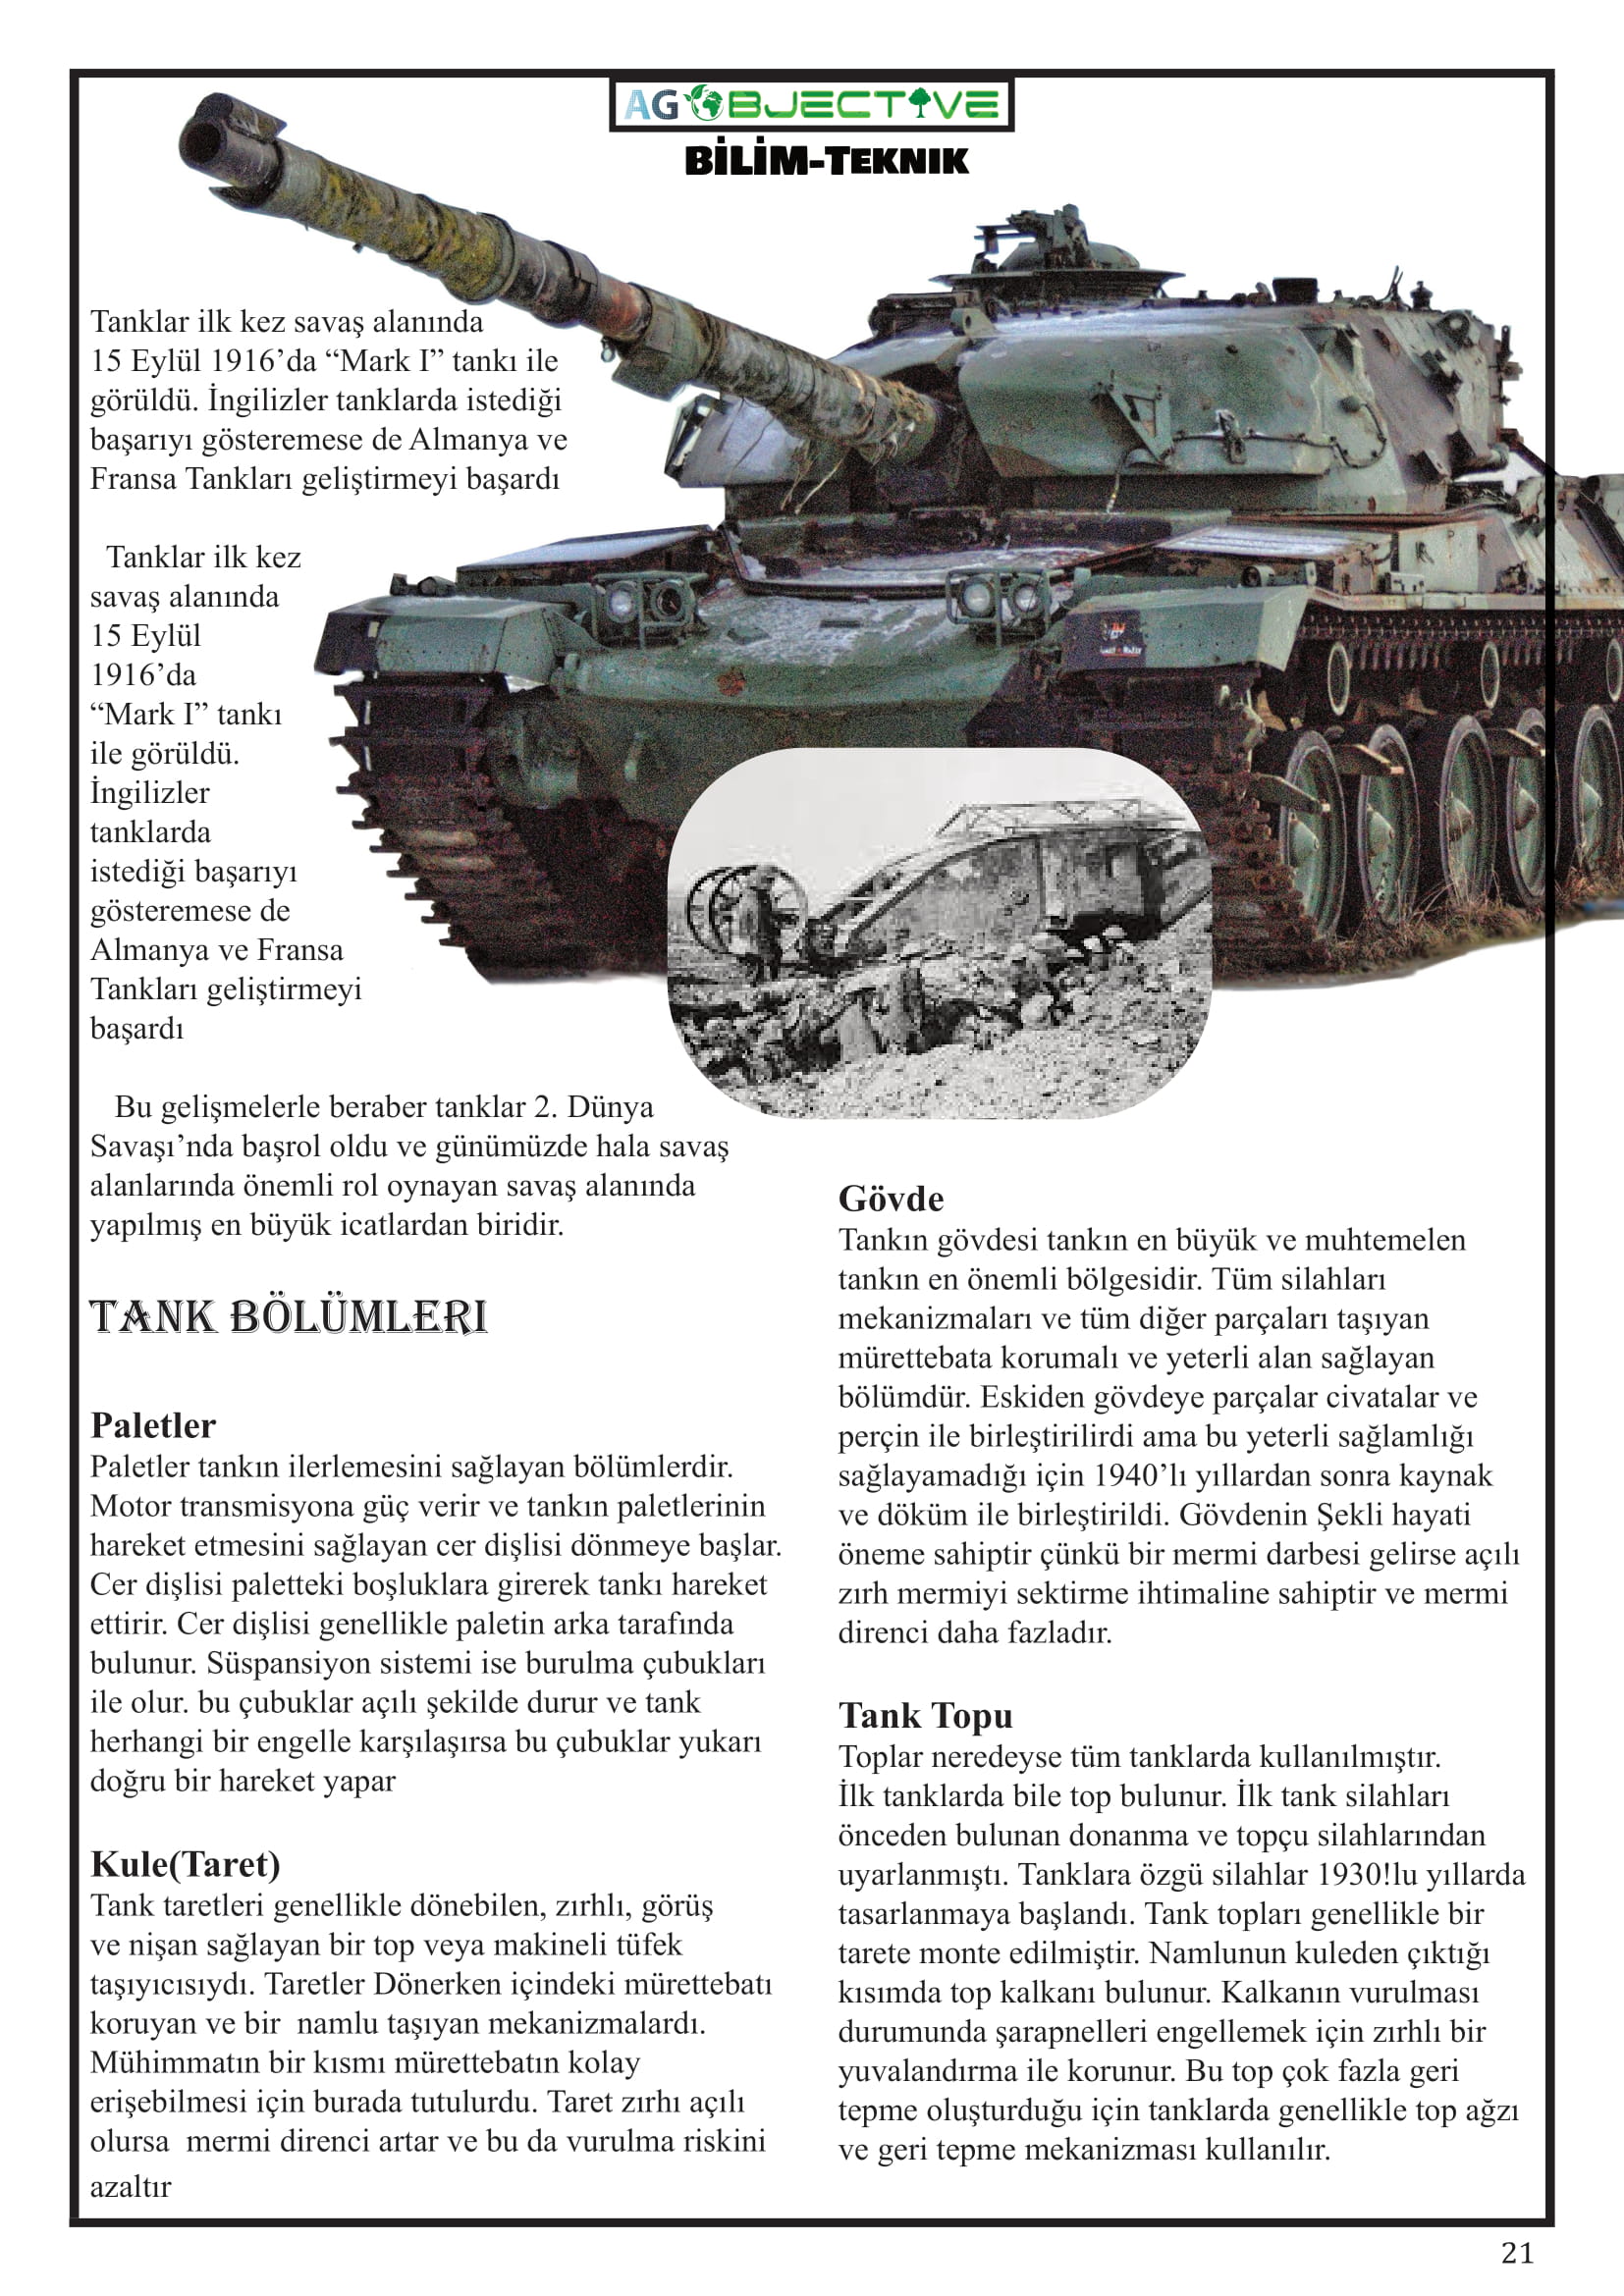 AG OBJECTIVE
BİLİM-TEKNIK
Tanklar ilk kez savaş alanında
15 Eylül 1916’da “Mark I” tankı ile
görüldü. İngilizler tanklarda istediği
başarıyı gösteremese de Almanya ve
Fransa Tankları geliştirmeyi başardı
Tanklar ilk kez
savaş alanında
15 Eylül
1916’da
“Mark I” tankı
ile görüldü.
İngilizler
tanklarda
istediği başarıyı
gösteremese de
Almanya ve Fransa
Tankları geliştirmeyi
başardı
Bu gelişmelerle beraber tanklar 2. Dünya
Savaşı’nda başrol oldu ve günümüzde hala savaş
alanlarında önemli rol oynayan savaş alanında
yapılmış en büyük icatlardan biridir.
TANK BÖLÜMLERI
Paletler
Paletler tankın ilerlemesini sağlayan bölümlerdir.
Motor transmisyona güç verir ve tankın paletlerinin
hareket etmesini sağlayan cer dişlisi dönmeye başlar.
Cer dişlisi paletteki boşluklara girerek tankı hareket
ettirir. Cer dişlisi genellikle paletin arka tarafında
bulunur. Süspansiyon sistemi ise burulma çubukları
ile olur. bu çubuklar açılı şekilde durur ve tank
herhangi bir engelle karşılaşırsa bu çubuklar yukarı
doğru bir hareket yapar
Kule(Taret)
Tank taretleri genellikle dönebilen, zırhlı, görüş
ve nişan sağlayan bir top veya makineli tüfek
taşıyıcısıydı. Taretler Dönerken içindeki mürettebatı
koruyan ve bir  namlu taşıyan mekanizmalardı.
Mühimmatın bir kısmı mürettebatın kolay
erişebilmesi için burada tutulurdu. Taret zırhı açılı
olursa  mermi direnci artar ve bu da vurulma riskini
azaltır
Gövde
Tankın gövdesi tankın en büyük ve muhtemelen
tankın en önemli bölgesidir. Tüm silahları
mekanizmaları ve tüm diğer parçaları taşıyan
mürettebata korumalı ve yeterli alan sağlayan
bölümdür. Eskiden gövdeye parçalar civatalar ve
perçin ile birleştirilirdi ama bu yeterli sağlamlığı
sağlayamadığı için 1940’lı yıllardan sonra kaynak
ve döküm ile birleştirildi. Gövdenin Şekli hayati
öneme sahiptir çünkü bir mermi darbesi gelirse açılı
zırh mermiyi sektirme ihtimaline sahiptir ve mermi
direnci daha fazladır.
Tank Topu
Toplar neredeyse tüm tanklarda kullanılmıştır.
İlk tanklarda bile top bulunur. İlk tank silahları
önceden bulunan donanma ve topçu silahlarından
uyarlanmıştı. Tanklara özgü silahlar 1930!lu yıllarda
tasarlanmaya başlandı. Tank topları genellikle bir
tarete monte edilmiştir. Namlunun kuleden çıktığı
kısımda top kalkanı bulunur. Kalkanın vurulması
durumunda şarapnelleri engellemek için zırhlı bir
yuvalandırma ile korunur. Bu top çok fazla geri
tepme oluşturduğu için tanklarda genellikle top ağzı
ve geri tepme mekanizması kullanılır.
21